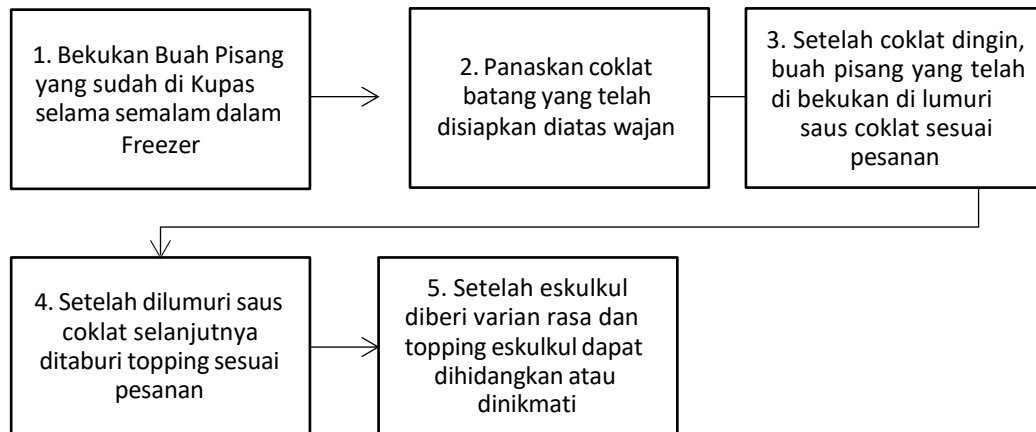 1. Bekukan Buah Pisang
yang sudah di Kupas
selama semalam dalam
Freezer
2. Panaskan coklat
batang yang telah
disiapkan diatas wajan
3. Setelah coklat dingin,
buah pisang yang telah
di bekukan di lumuri
saus coklat sesuai
pesanan
4. Setelah dilumuri saus
coklat selanjutnya
ditaburi topping sesuai
pesanan
5. Setelah eskulkul
diberi varian rasa dan
topping eskulkul dapat
dihidangkan atau
dinikmati